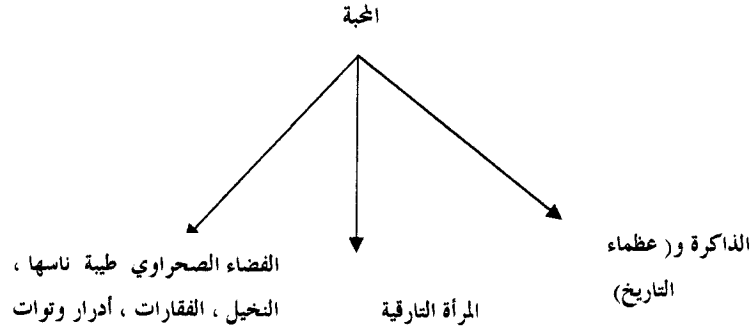 المحبة
الذاكرة و( عظماء
التاريخ)
المرأة التارقية
الفضاء الصحراوي طيبة ناسها ،
النخيل ، الفقارات ، أدرار وتوات